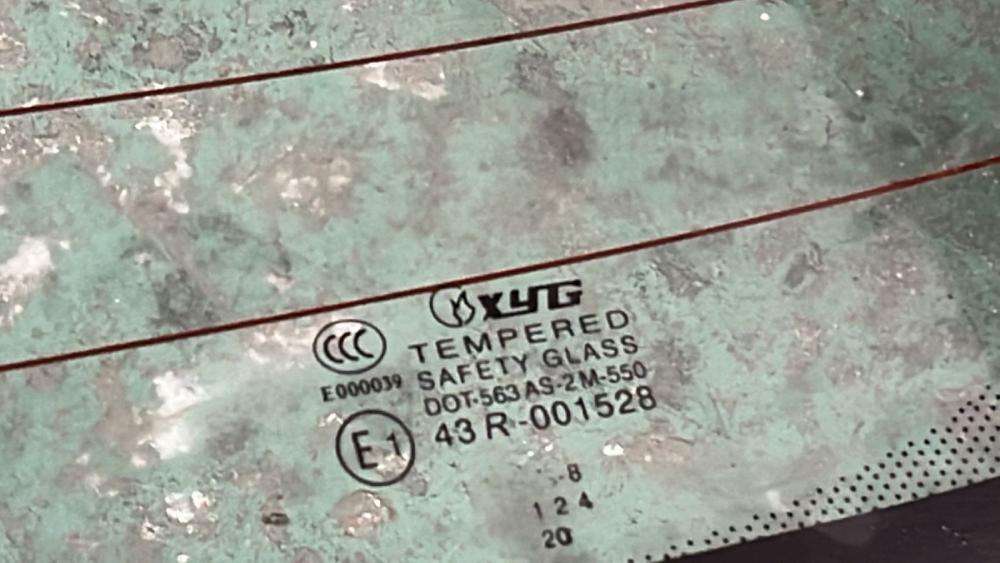 XYG
CCC
TEMPERED
E000039
SAFETY GLASS
DOT-563 AS-2 M-550
E1
43 R-001528
8
1 2 4
20